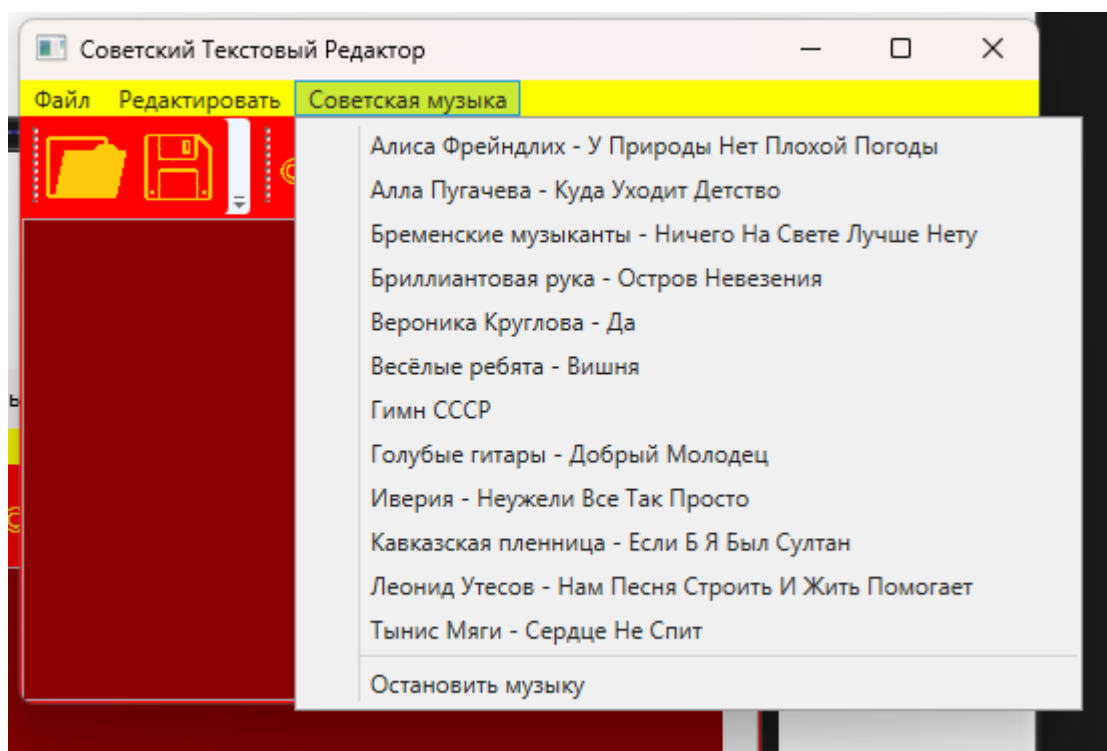 Советский Текстовый Редактор
Файл Редактировать Советская музыка
Алиса Фрейндлих - У Природы Нет Плохой Погоды
Алла Пугачева - Куда Уходит Детство
Бременские музыканты - Ничего На Свете Лучше Нету
Бриллиантовая рука - Остров Невезения
Вероника Круглова - Да
Весёлые ребята - Вишня
Гимн СССР
Голубые гитары - Добрый Молодец
Иверия - Неужели Все Так Просто
Кавказская пленница - Если Б Я Был Султан
Леонид Утесов - Нам Песня Строить И Жить Помогает
Тынис Мяги - Сердце Не Спит
Остановить музыку